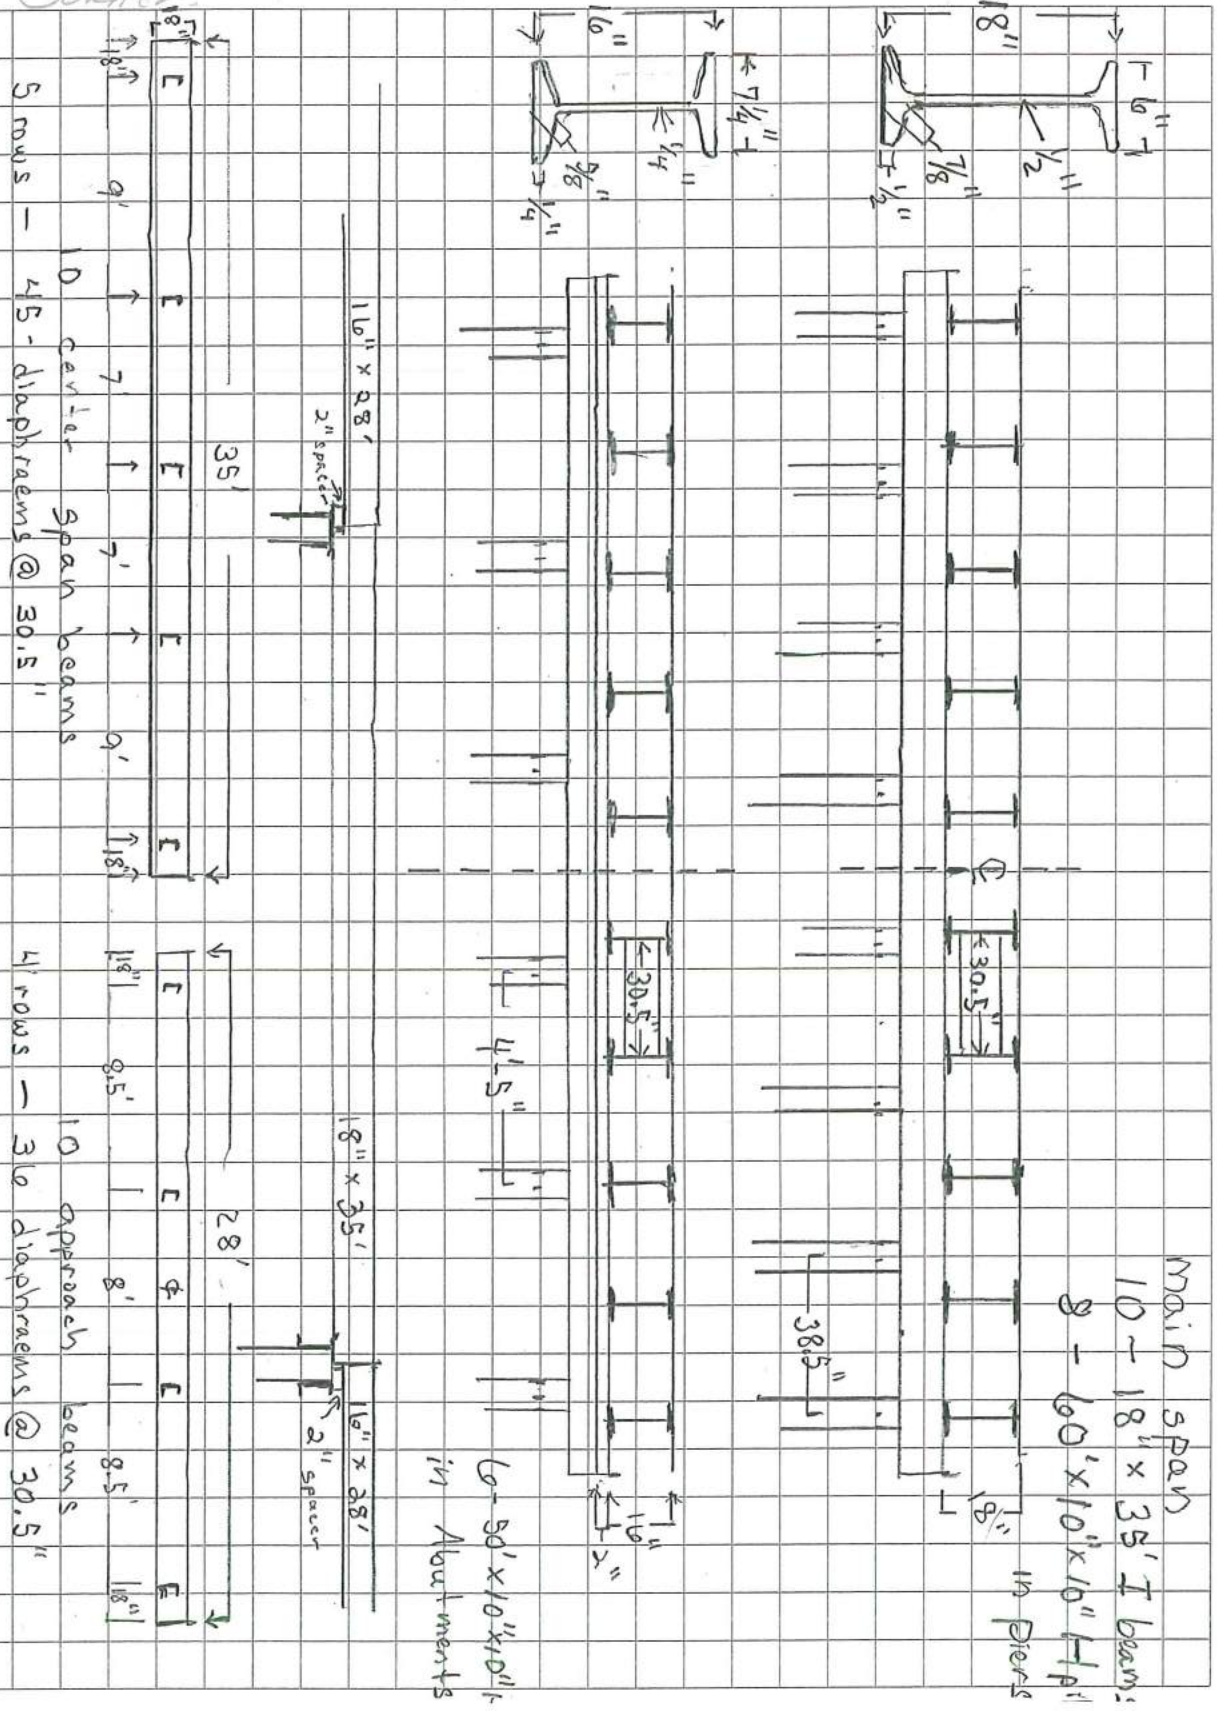 main span
10 - 18" x 35' I beams
8 - 60' x 10" x 10" H pil
in piers
18"
6"
1/2"
7/8"
1/2"
30.5"
38.5"
18"
℄
16"
7 1/4"
1/4"
5/8"
1/4"
30.5"
4'-5"
16"
2"
6 - 50' x 10" x 10" H
in Abutments
16" x 28'
2" spacer
18" x 35'
16" x 28'
2" spacer
18"
35'
18"
9'
7'
7'
9'
18"
10 center span beams
5 rows - 45 - diaphraems @ 30.5"
28'
18"
8.5'
8'
8.5'
18"
10 approach beams
4 rows - 36 diaphraems @ 30.5"